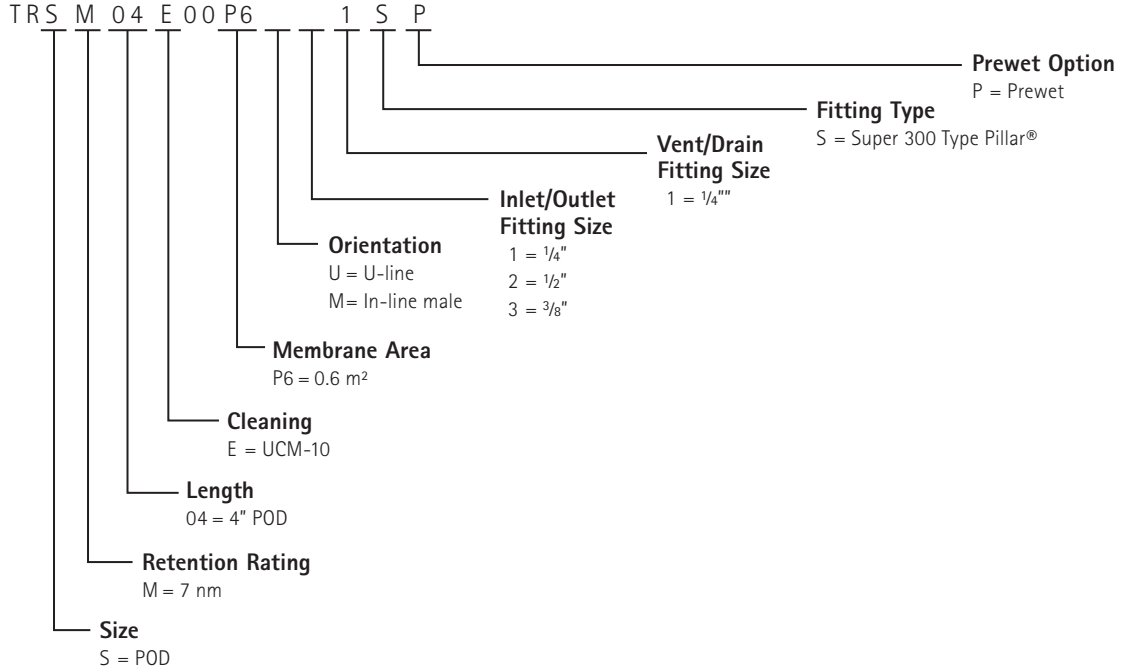 TRS M 04 E00P6 _ _ 1 S P
Prewet Option
P = Prewet
Fitting Type
S = Super 300 Type Pillar®
Vent/Drain
Fitting Size
1 = 1/4""
Inlet/Outlet
Fitting Size
1 = 1/4"
2 = 1/2"
3 = 3/8"
Orientation
U = U-line
M= In-line male
Membrane Area
P6 = 0.6 m²
Cleaning
E = UCM-10
Length
04 = 4" POD
Retention Rating
M = 7 nm
Size
S = POD